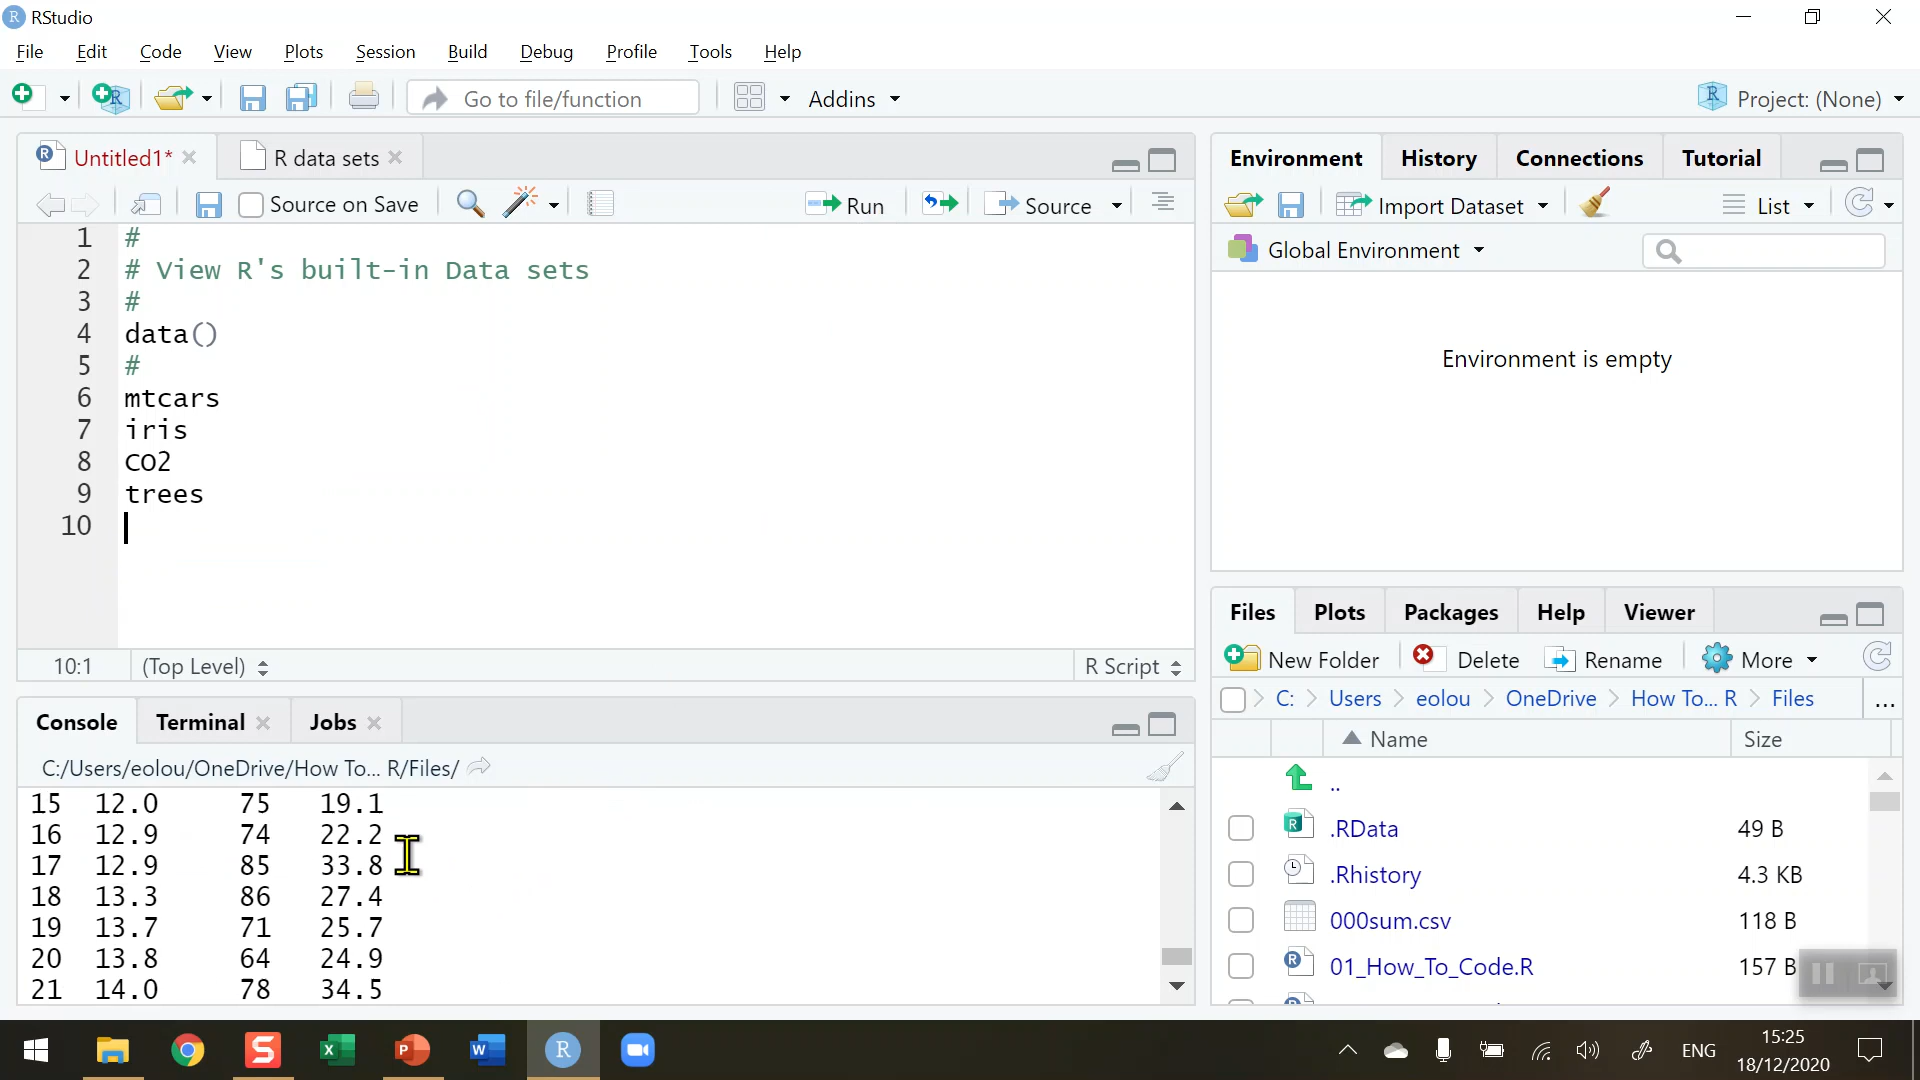 RStudio
File Edit Code View Plots Session Build Debug Profile Tools Help
Go to file/function Addins Project: (None)
Untitled1* R data sets
Source on Save Run Source
1 #
2 # View R's built-in Data sets
3 #
4 data()
5 #
6 mtcars
7 iris
8 CO2
9 trees
10
10:1 (Top Level) R Script
Console Terminal Jobs
C:/Users/eolou/OneDrive/How To... R/Files/
15 12.0 75 19.1
16 12.9 74 22.2
17 12.9 85 33.8
18 13.3 86 27.4
19 13.7 71 25.7
20 13.8 64 24.9
21 14.0 78 34.5
Environment History Connections Tutorial
Import Dataset List
Global Environment
Environment is empty
Files Plots Packages Help Viewer
New Folder Delete Rename More
C: Users eolou OneDrive How To... R Files ...
Name Size
..
.RData 49 B
.Rhistory 4.3 KB
000sum.csv 118 B
01_How_To_Code.R 157 B
ENG 15:25
18/12/2020